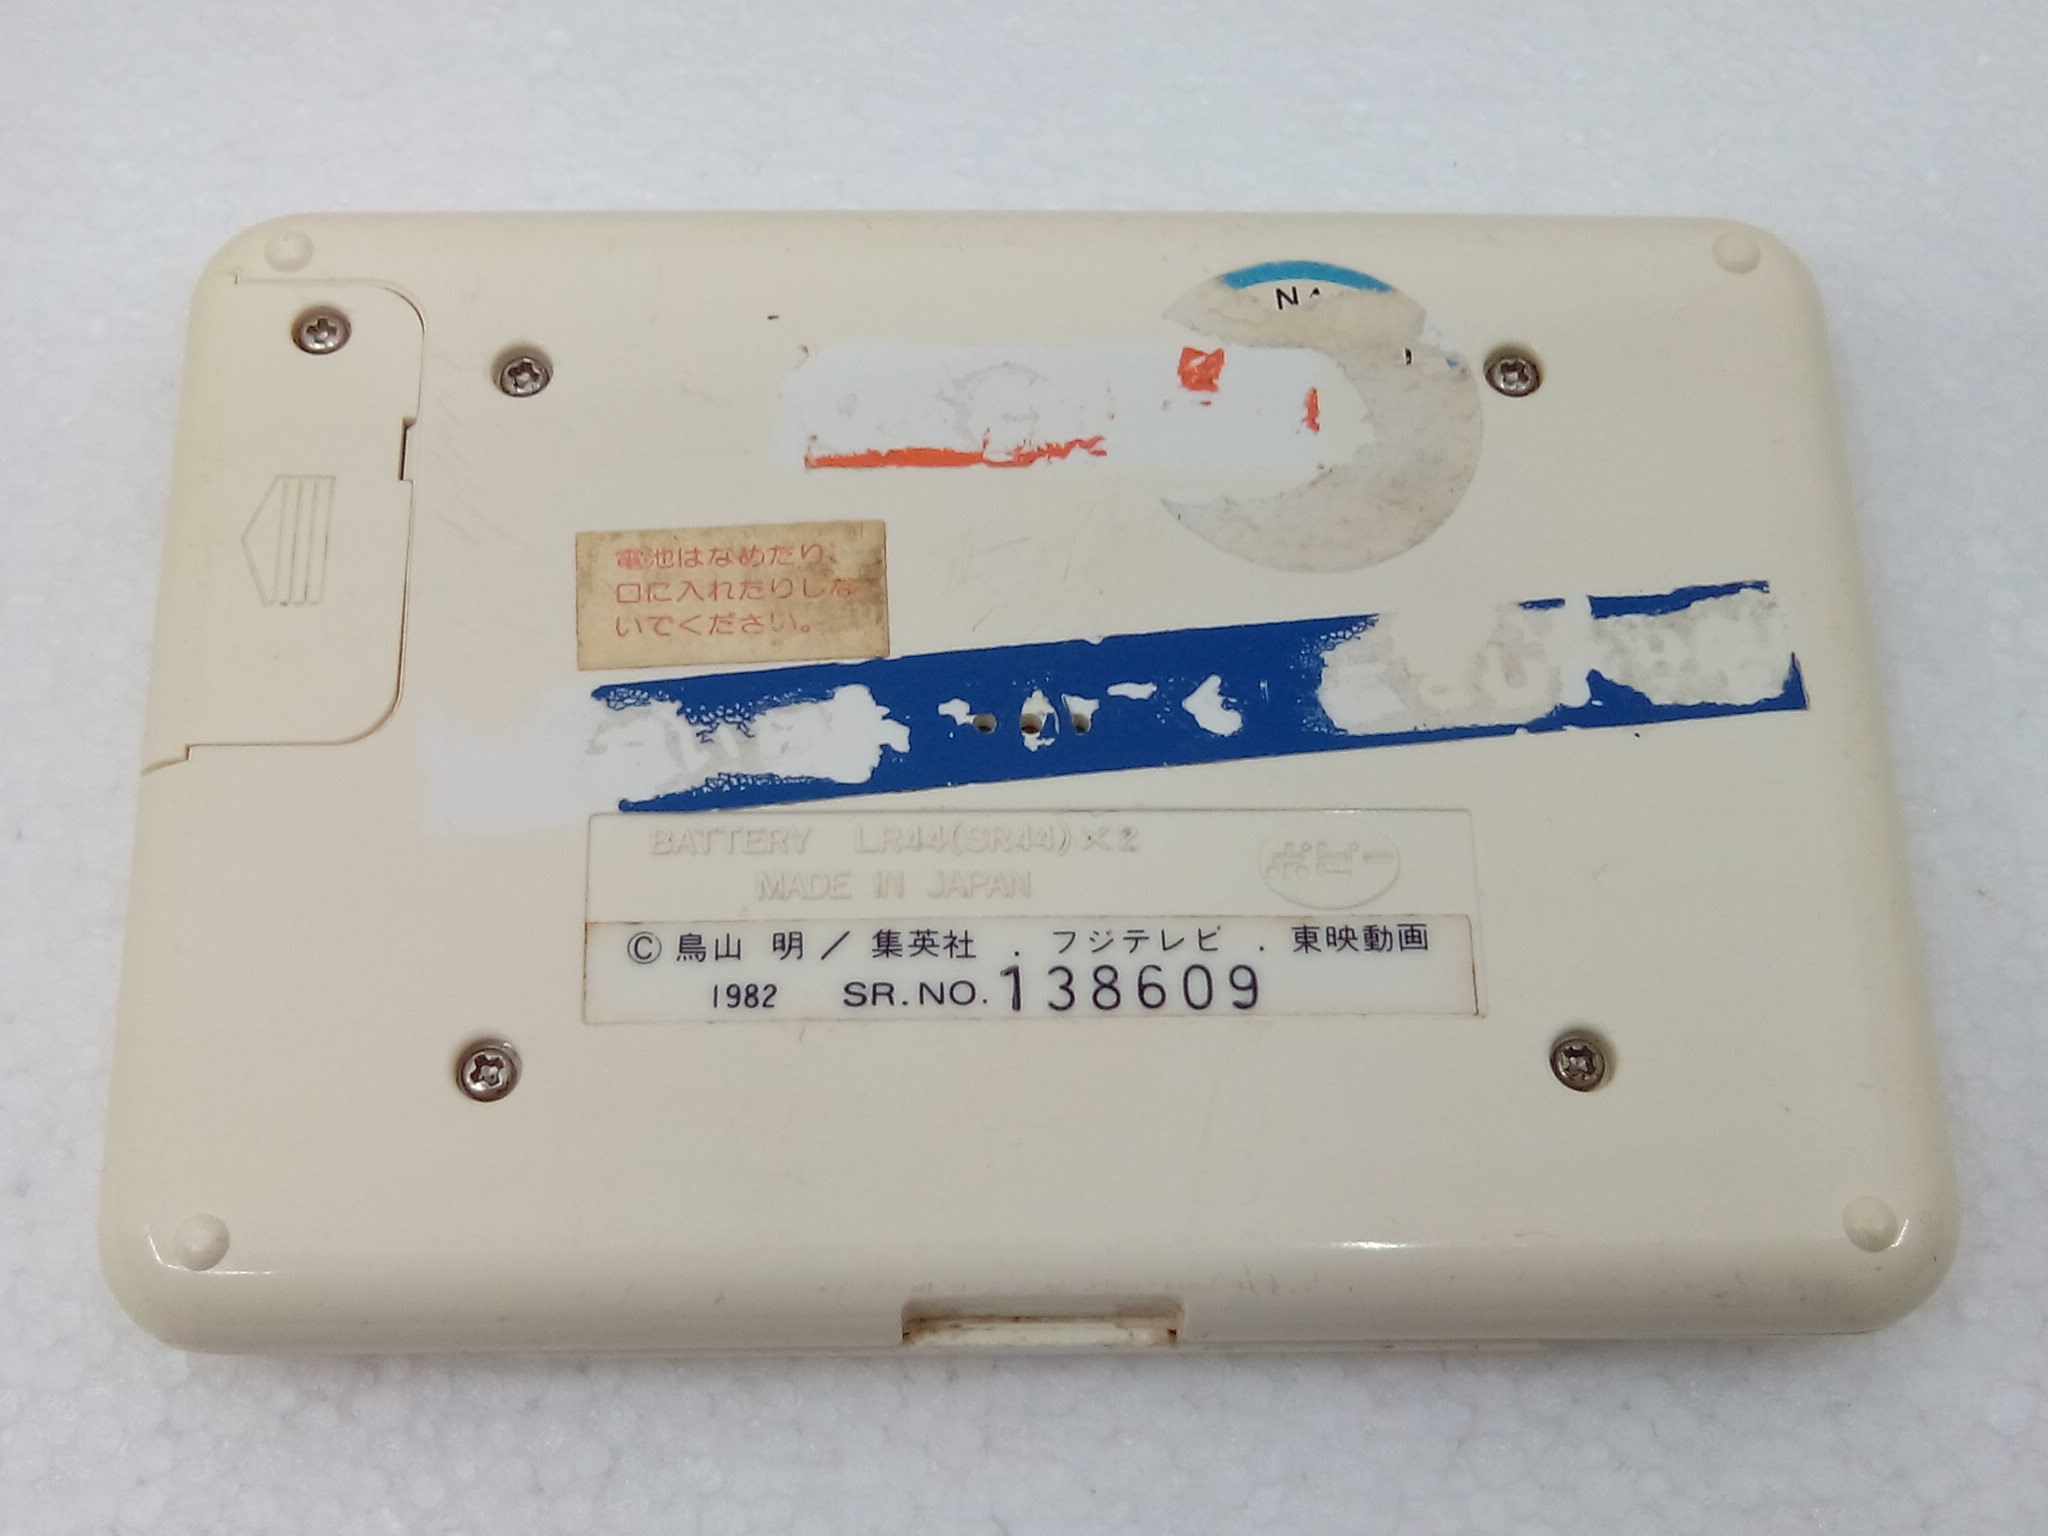 電池はなめたり、
口に入れたりしな
いでください。
BATTERY LR44(SR44)×2
MADE IN JAPAN
ポピー
©鳥山 明／集英社 . フジテレビ . 東映動画
1982 SR.NO. 138609